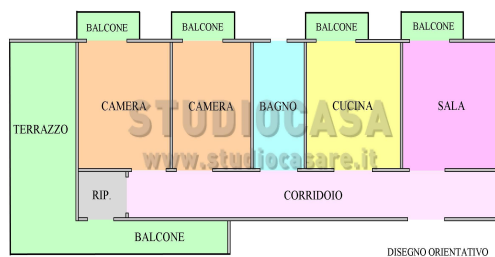 BALCONE
BALCONE
BALCONE
BALCONE
TERRAZZO
CAMERA
CAMERA
BAGNO
CUCINA
SALA
STUDIOCASA
www.studiocasare.it
RIP.
CORRIDOIO
BALCONE
DISEGNO ORIENTATIVO